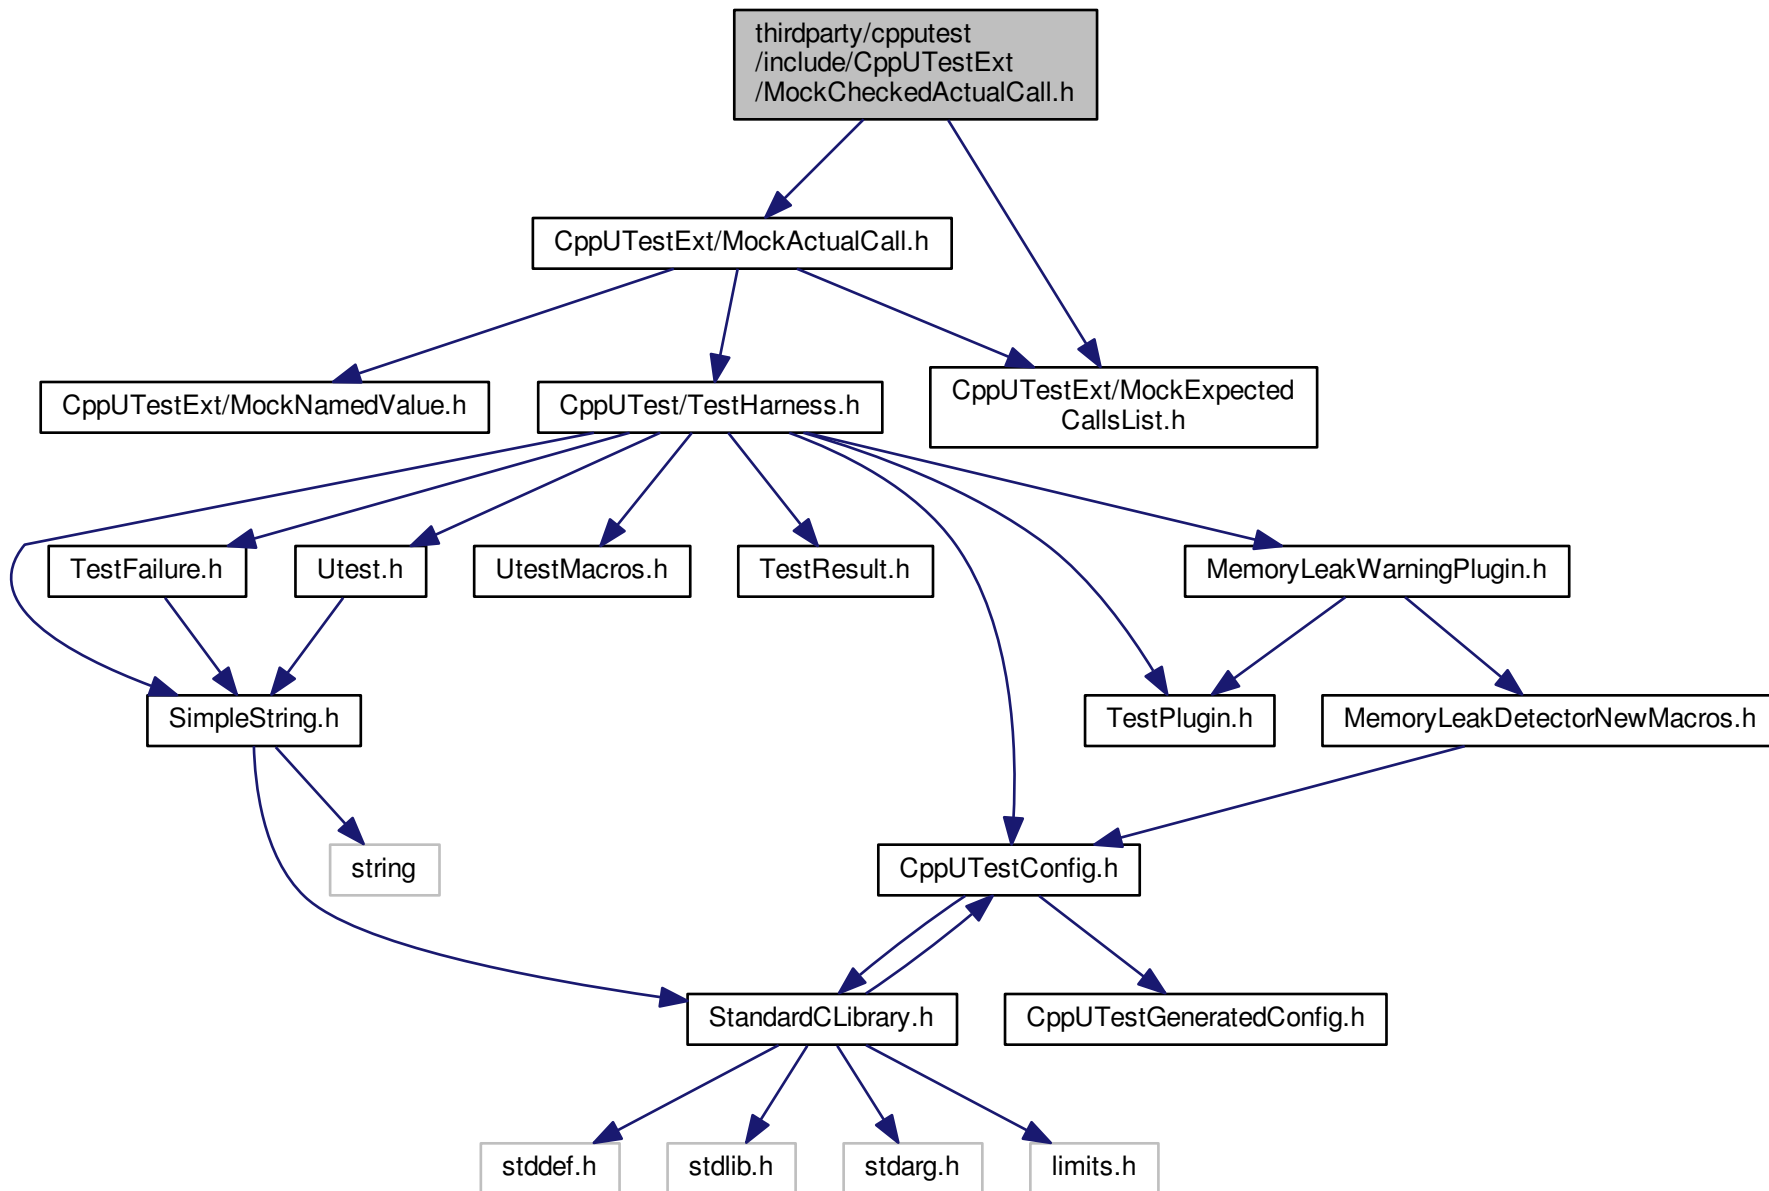 thirdparty/cpputest
/include/CppUTestExt
/MockCheckedActualCall.h
CppUTestExt/MockActualCall.h
CppUTestExt/MockNamedValue.h
CppUTest/TestHarness.h
CppUTestExt/MockExpected
CallsList.h
TestFailure.h
Utest.h
UtestMacros.h
TestResult.h
MemoryLeakWarningPlugin.h
SimpleString.h
TestPlugin.h
MemoryLeakDetectorNewMacros.h
string
CppUTestConfig.h
StandardCLibrary.h
CppUTestGeneratedConfig.h
stddef.h
stdlib.h
stdarg.h
limits.h